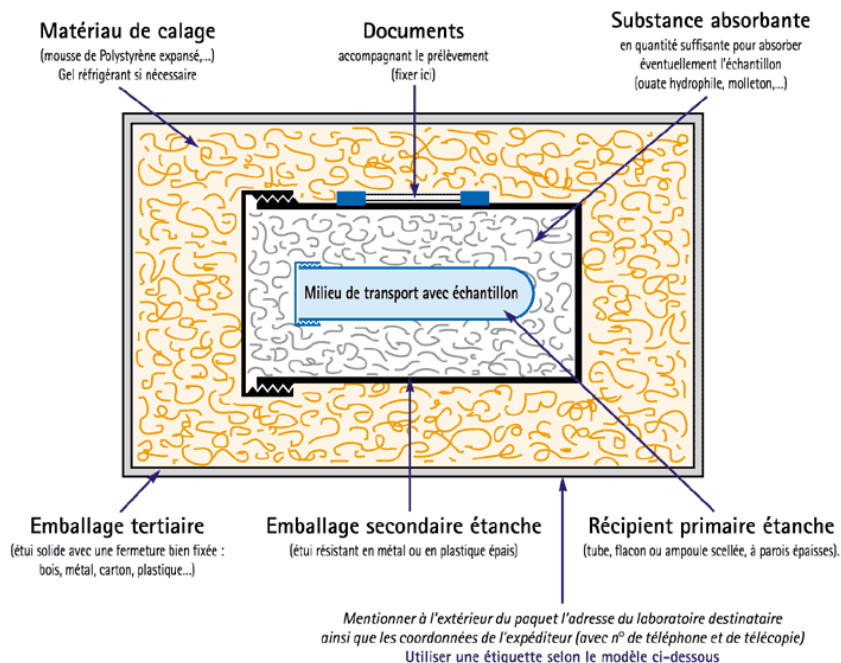 Matériau de calage
(mousse de Polystyrène expansé,...)
Gel réfrigérant si nécessaire
Documents
accompagnant le prélèvement
(fixer ici)
Substance absorbante
en quantité suffisante pour absorber
éventuellement l'échantillon
(ouate hydrophile, molleton,...)
Milieu de transport avec échantillon
Emballage tertiaire
(étui solide avec une fermeture bien fixée :
bois, métal, carton, plastique...)
Emballage secondaire étanche
(étui résistant en métal ou en plastique épais)
Récipient primaire étanche
(tube, flacon ou ampoule scellée, à parois épaisses).
Mentionner à l'extérieur du paquet l'adresse du laboratoire destinataire
ainsi que les coordonnées de l'expéditeur (avec n° de téléphone et de télécopie)
Utiliser une étiquette selon le modèle ci-dessous